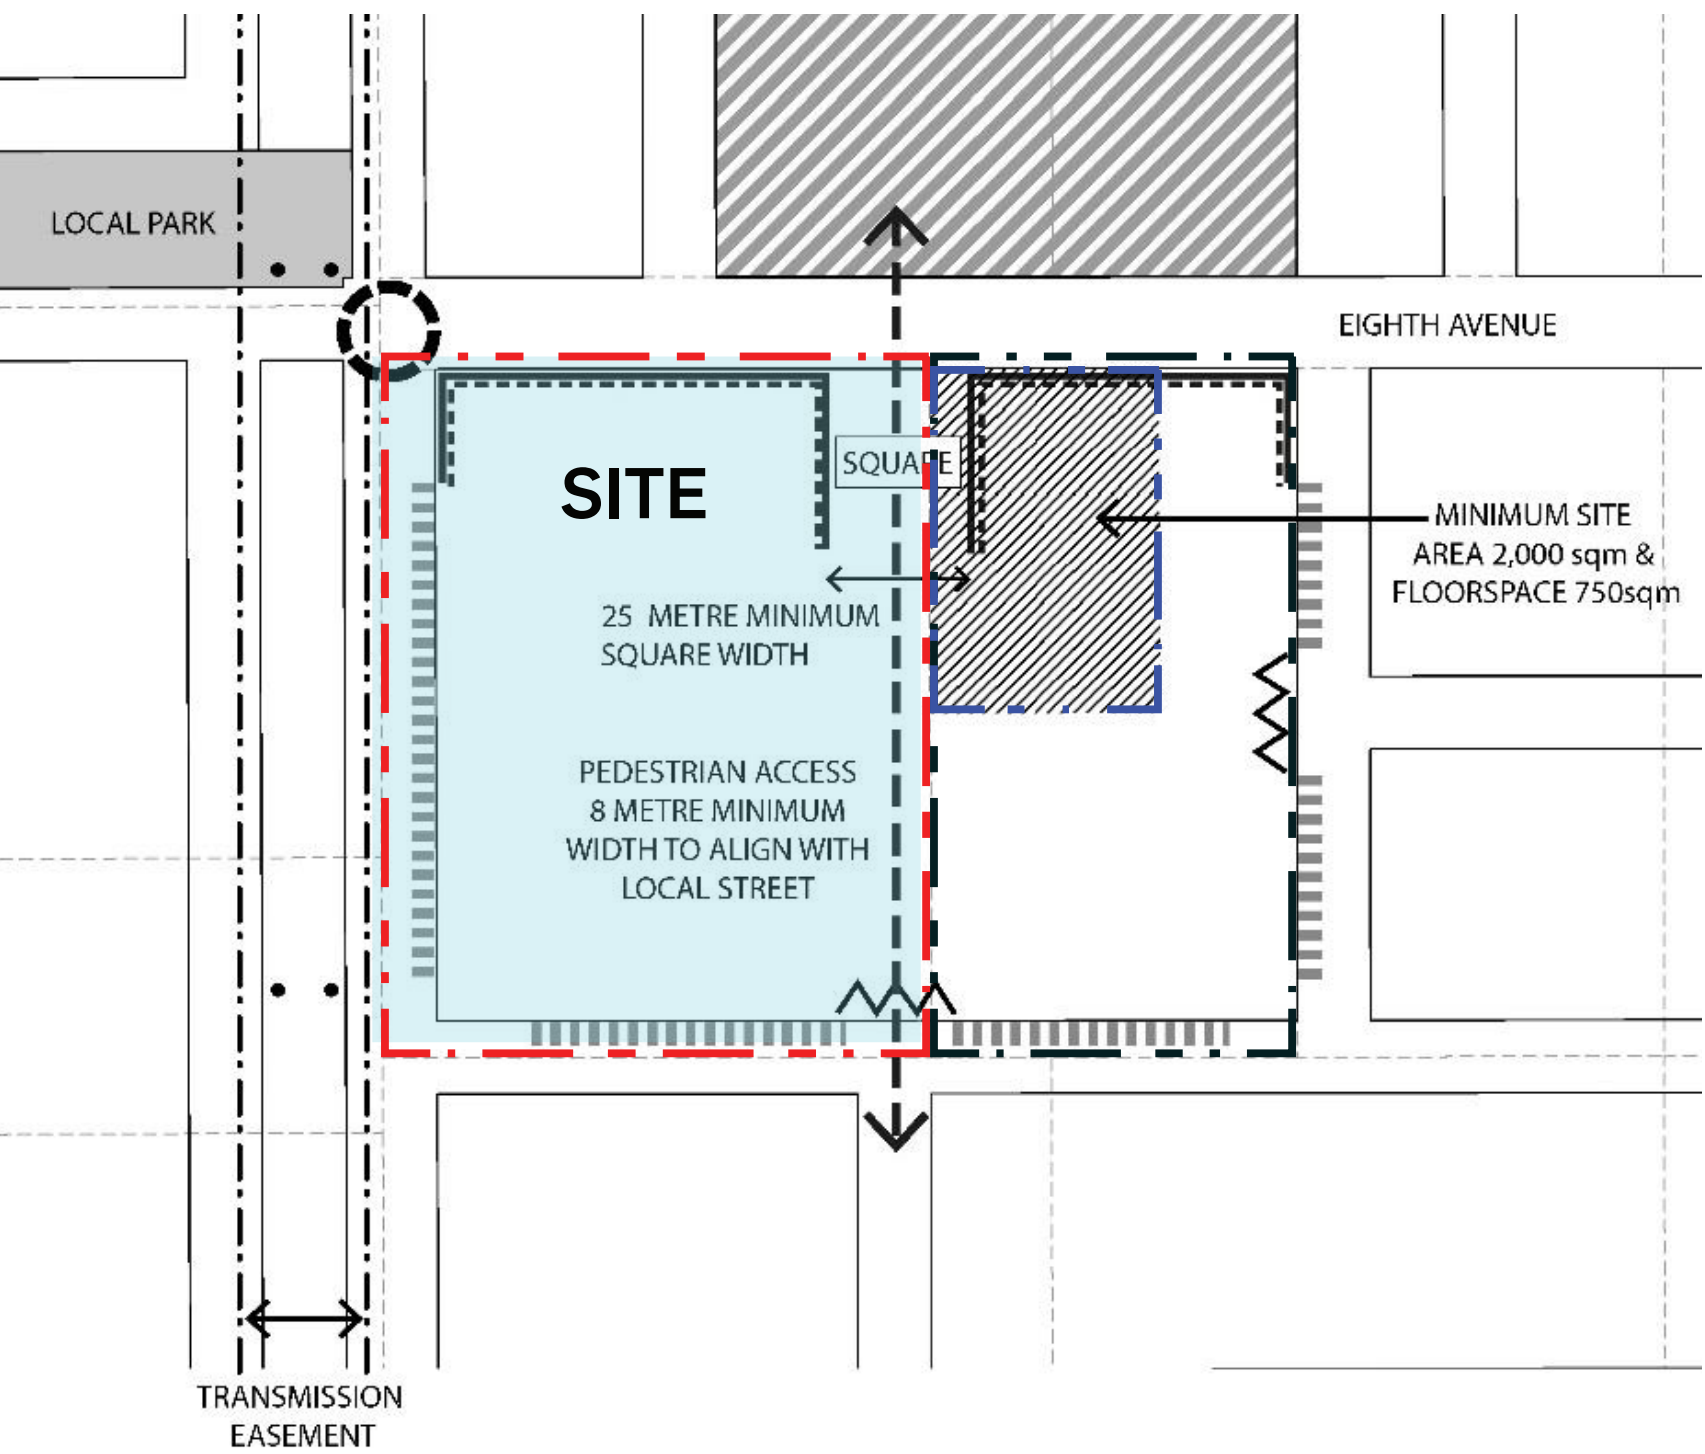 LOCAL PARK
EIGHTH AVENUE
SITE
SQUARE
MINIMUM SITE
AREA 2,000 sqm &
FLOORSPACE 750sqm
25 METRE MINIMUM
SQUARE WIDTH
PEDESTRIAN ACCESS
8 METRE MINIMUM
WIDTH TO ALIGN WITH
LOCAL STREET
TRANSMISSION
EASEMENT